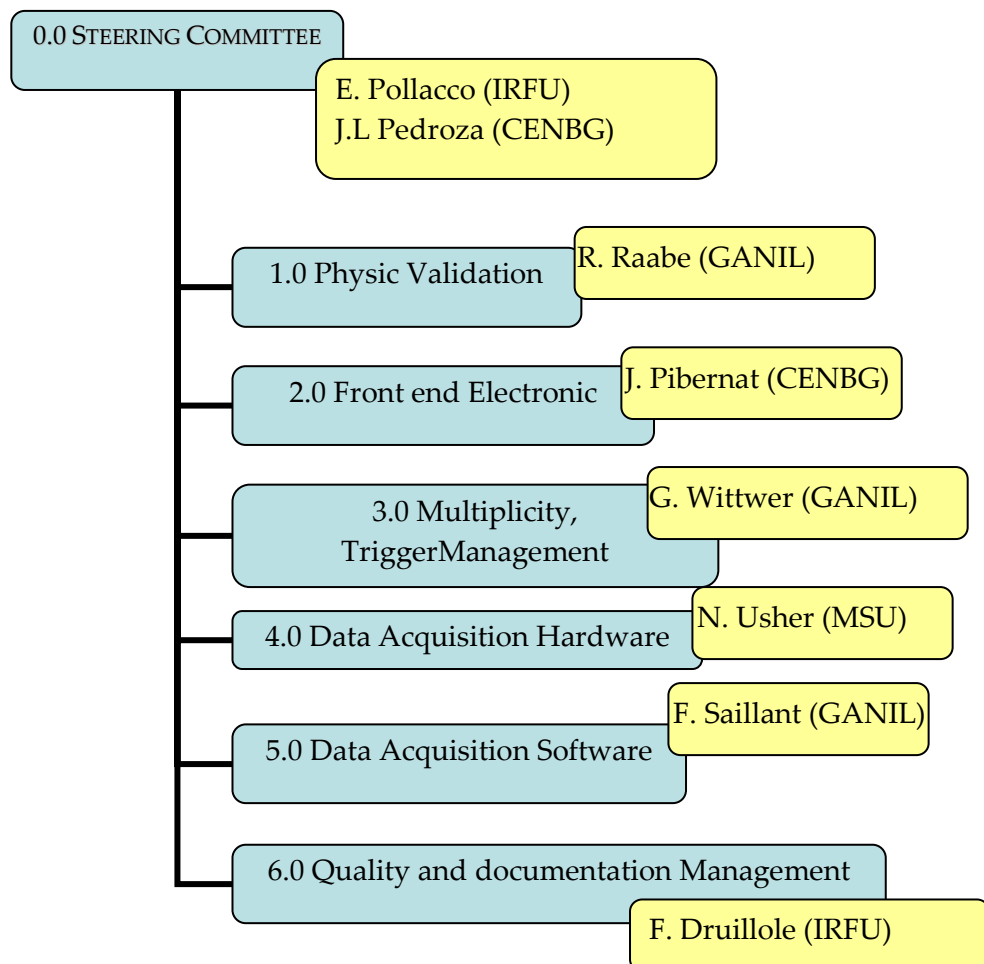 0.0 STEERING COMMITTEE
E. Pollacco (IRFU)
J.L Pedroza (CENBG)
1.0 Physic Validation
R. Raabe (GANIL)
2.0 Front end Electronic
J. Pibernat (CENBG)
3.0 Multiplicity,
TriggerManagement
G. Wittwer (GANIL)
4.0 Data Acquisition Hardware
N. Usher (MSU)
5.0 Data Acquisition Software
F. Saillant (GANIL)
6.0 Quality and documentation Management
F. Druillole (IRFU)